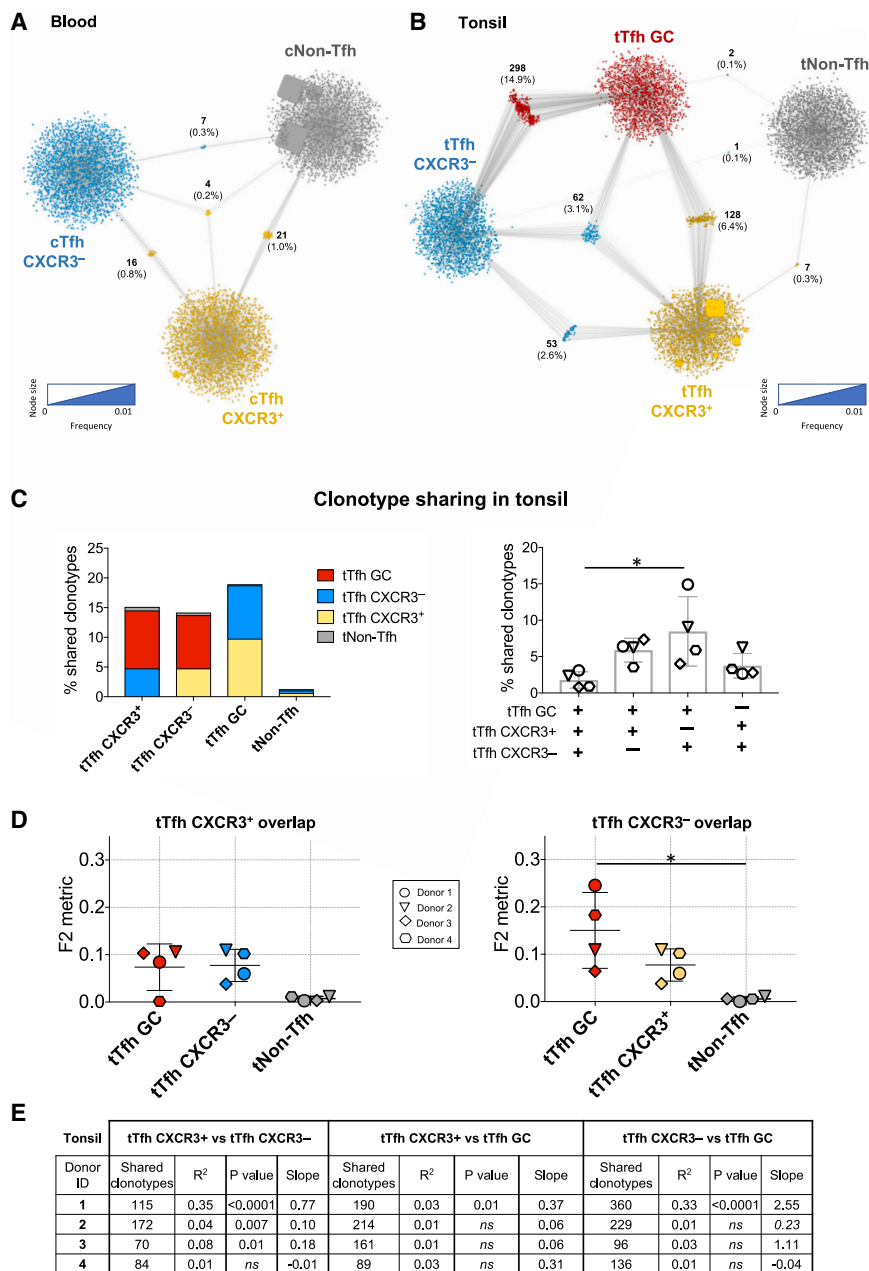 A Blood
B Tonsil
cNon-Tfh
7
(0.3%)
4
(0.2%)
21
(1.0%)
16
(0.8%)
cTfh
CXCR3–
cTfh
CXCR3+
Node size
0
0.01
Frequency
tTfh GC
2
(0.1%)
tNon-Tfh
298
(14.9%)
tTfh
CXCR3–
1
(0.1%)
62
(3.1%)
128
(6.4%)
7
(0.3%)
53
(2.6%)
tTfh
CXCR3+
Node size
0
0.01
Frequency
C
Clonotype sharing in tonsil
% shared clonotypes
25
20
15
10
5
0
tTfh CXCR3+
tTfh CXCR3–
tTfh GC
tNon-Tfh
tTfh GC
tTfh CXCR3–
tTfh CXCR3+
tNon-Tfh
% shared clonotypes
20
15
10
5
0
*
tTfh GC + + + —
tTfh CXCR3+ + + — +
tTfh CXCR3— + — + +
D
tTfh CXCR3+ overlap
F2 metric
0.3
0.2
0.1
0.0
tTfh GC
tTfh CXCR3–
tNon-Tfh
Donor 1
Donor 2
Donor 3
Donor 4
tTfh CXCR3– overlap
F2 metric
0.3
0.2
0.1
0.0
*
tTfh GC
tTfh CXCR3+
tNon-Tfh
E
Tonsil tTfh CXCR3+ vs tTfh CXCR3– tTfh CXCR3+ vs tTfh GC tTfh CXCR3– vs tTfh GC
Donor ID Shared clonotypes R2 P value Slope Shared clonotypes R2 P value Slope Shared clonotypes R2 P value Slope
1 115 0.35 <0.0001 0.77 190 0.03 0.01 0.37 360 0.33 <0.0001 2.55
2 172 0.04 0.007 0.10 214 0.01 ns 0.06 229 0.01 ns 0.23
3 70 0.08 0.01 0.18 161 0.01 ns 0.06 96 0.03 ns 1.11
4 84 0.01 ns -0.01 89 0.03 ns 0.31 136 0.01 ns -0.04